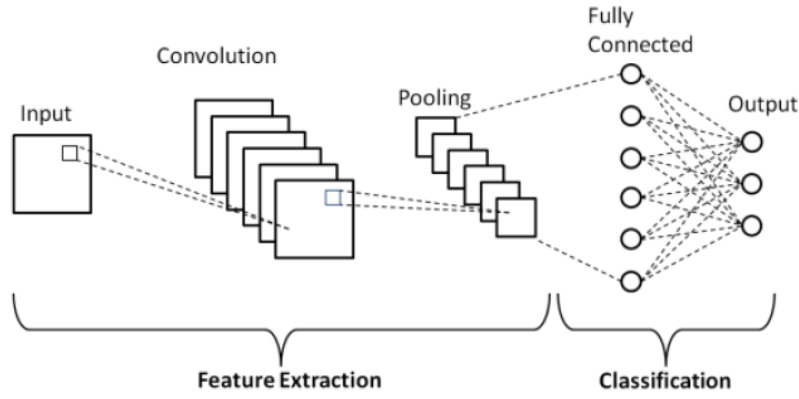 Fully
Connected
Convolution
Pooling
Output
Input
Feature Extraction
Classification